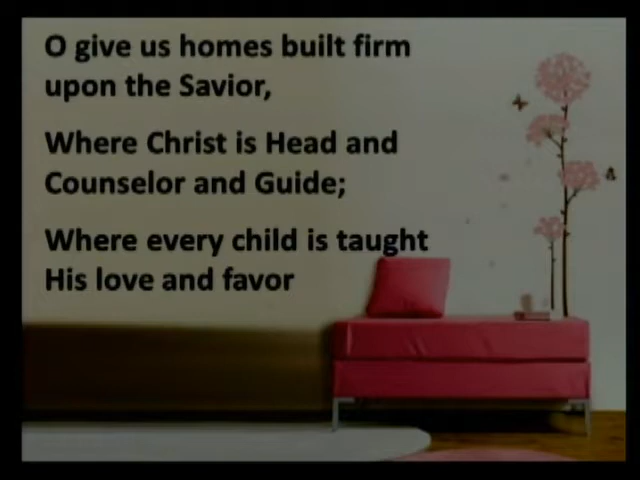 O give us homes built firm
upon the Savior,
Where Christ is Head and
Counselor and Guide;
Where every child is taught
His love and favor